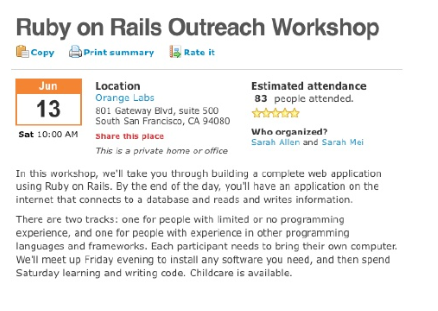 Ruby on Rails Outreach Workshop
Copy Print summary Rate it
Jun
13
Sat 10:00 AM
Location
Orange Labs
801 Gateway Blvd, suite 500
South San Francisco, CA 94080
Share this place
This is a private home or office
Estimated attendance
83 people attended.
Who organized?
Sarah Allen and Sarah Mei
In this workshop, we'll take you through building a complete web application
using Ruby on Rails. By the end of the day, you'll have an application on the
internet that connects to a database and reads and writes information.
There are two tracks: one for people with limited or no programming
experience, and one for people with experience in other programming
languages and frameworks. Each participant needs to bring their own computer.
We'll meet up Friday evening to install any software you need, and then spend
Saturday learning and writing code. Childcare is available.